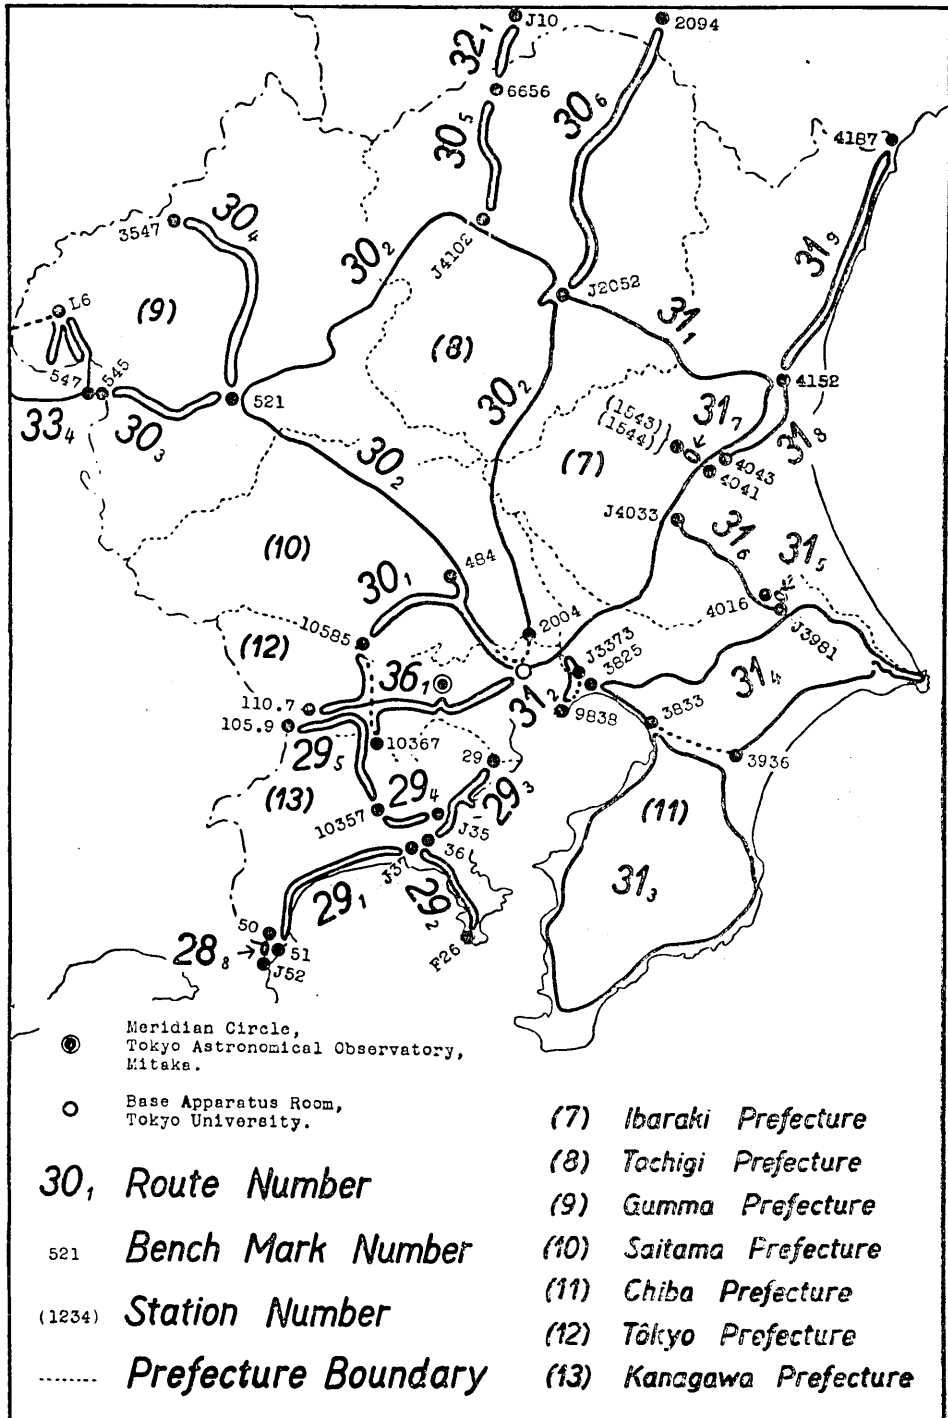 J10
2094
32₁
6656
30₆
30₅
4187
3547
30₄
J4102
30₂
31₉
L6
(9)
J2052
31₁
(8)
547
545
521
4152
33₄
30₃
30₂
31₇
31₈
(1543)
(1544)
30₂
(7)
4043
4041
J4033
31₆
31₅
(10)
484
30₁
4016
J3981
10585
2004
(12)
J3373
3825
36₁
31₂
31₄
110.7
105.9
9838
3833
29₅
10367
29
3936
(13)
29₄
29₃
(11)
10357
J35
36
J37
31₃
29₁
29₂
50
28₈
51
J52
F26
Meridian Circle,
Tokyo Astronomical Observatory,
Mitaka.
Base Apparatus Room,
Tokyo University.
30₁ Route Number
521 Bench Mark Number
(1234) Station Number
Prefecture Boundary
(7) Ibaraki Prefecture
(8) Tochigi Prefecture
(9) Gumma Prefecture
(10) Saitama Prefecture
(11) Chiba Prefecture
(12) Tôkyo Prefecture
(13) Kanagawa Prefecture